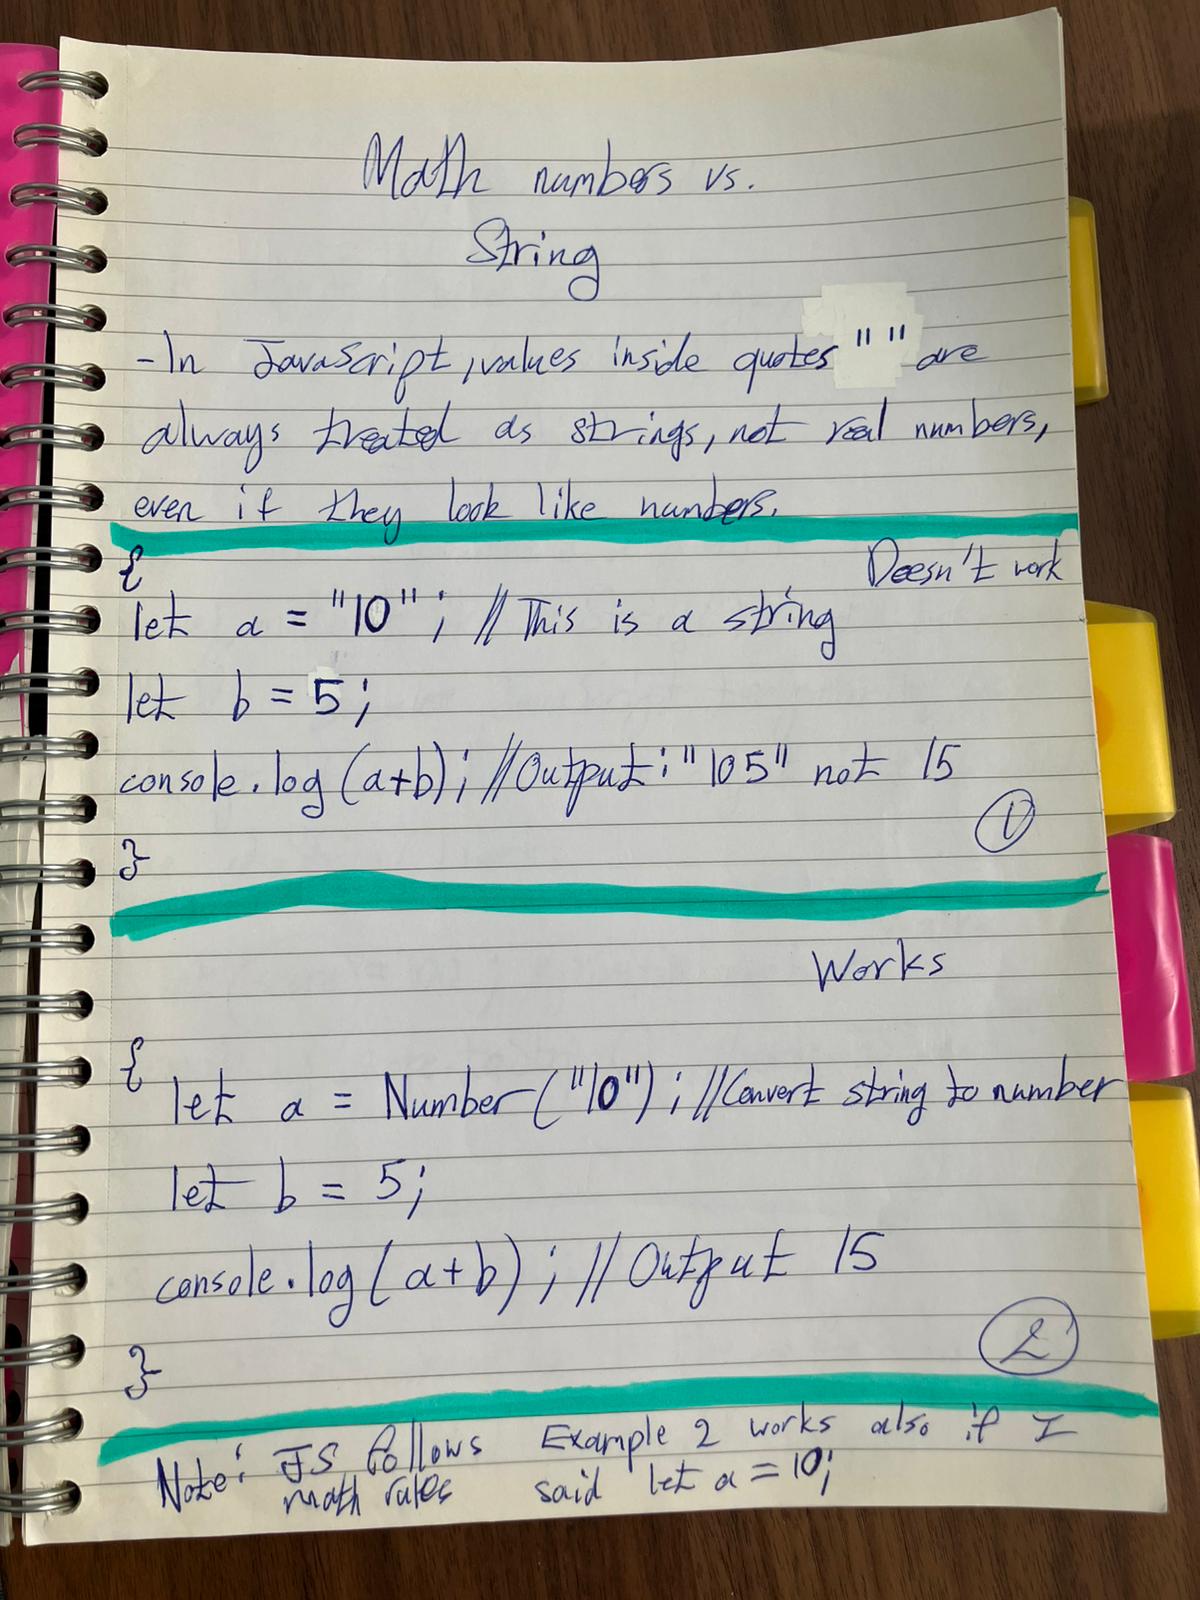 Math numbers vs.
String
-In JavaScript, values inside quotes " " are
always treated as strings, not real numbers,
even if they look like numbers.
Doesn't work
{
let a = "10"; //This is a string
let b = 5;
console.log(a+b); //Output: "105" not 15
1
}
Works
{
let a = Number("10"); //Convert string to number
let b = 5;
console.log(a+b); //Output 15
2
}
Note: JS follows
math rules
Example 2 works also if I
said let a = 10;